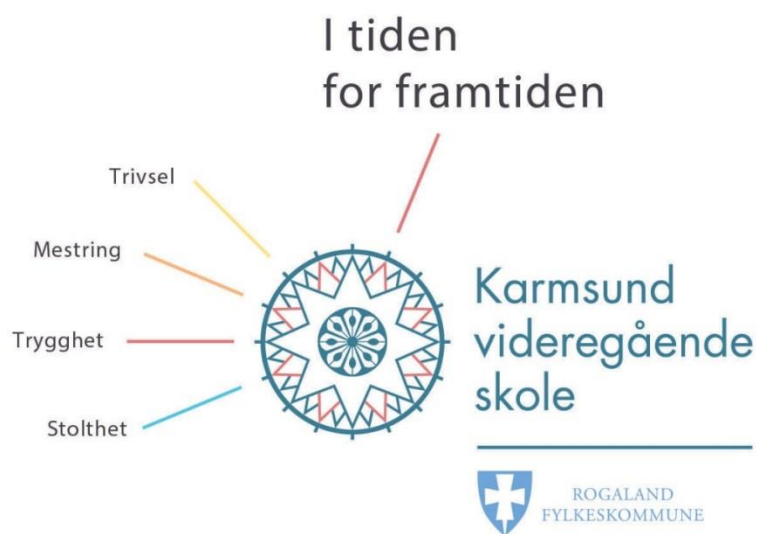 I tiden
for framtiden
Trivsel
Mestring
Trygghet
Stolthet
Karmsund
videregående
skole
ROGALAND
FYLKESKOMMUNE